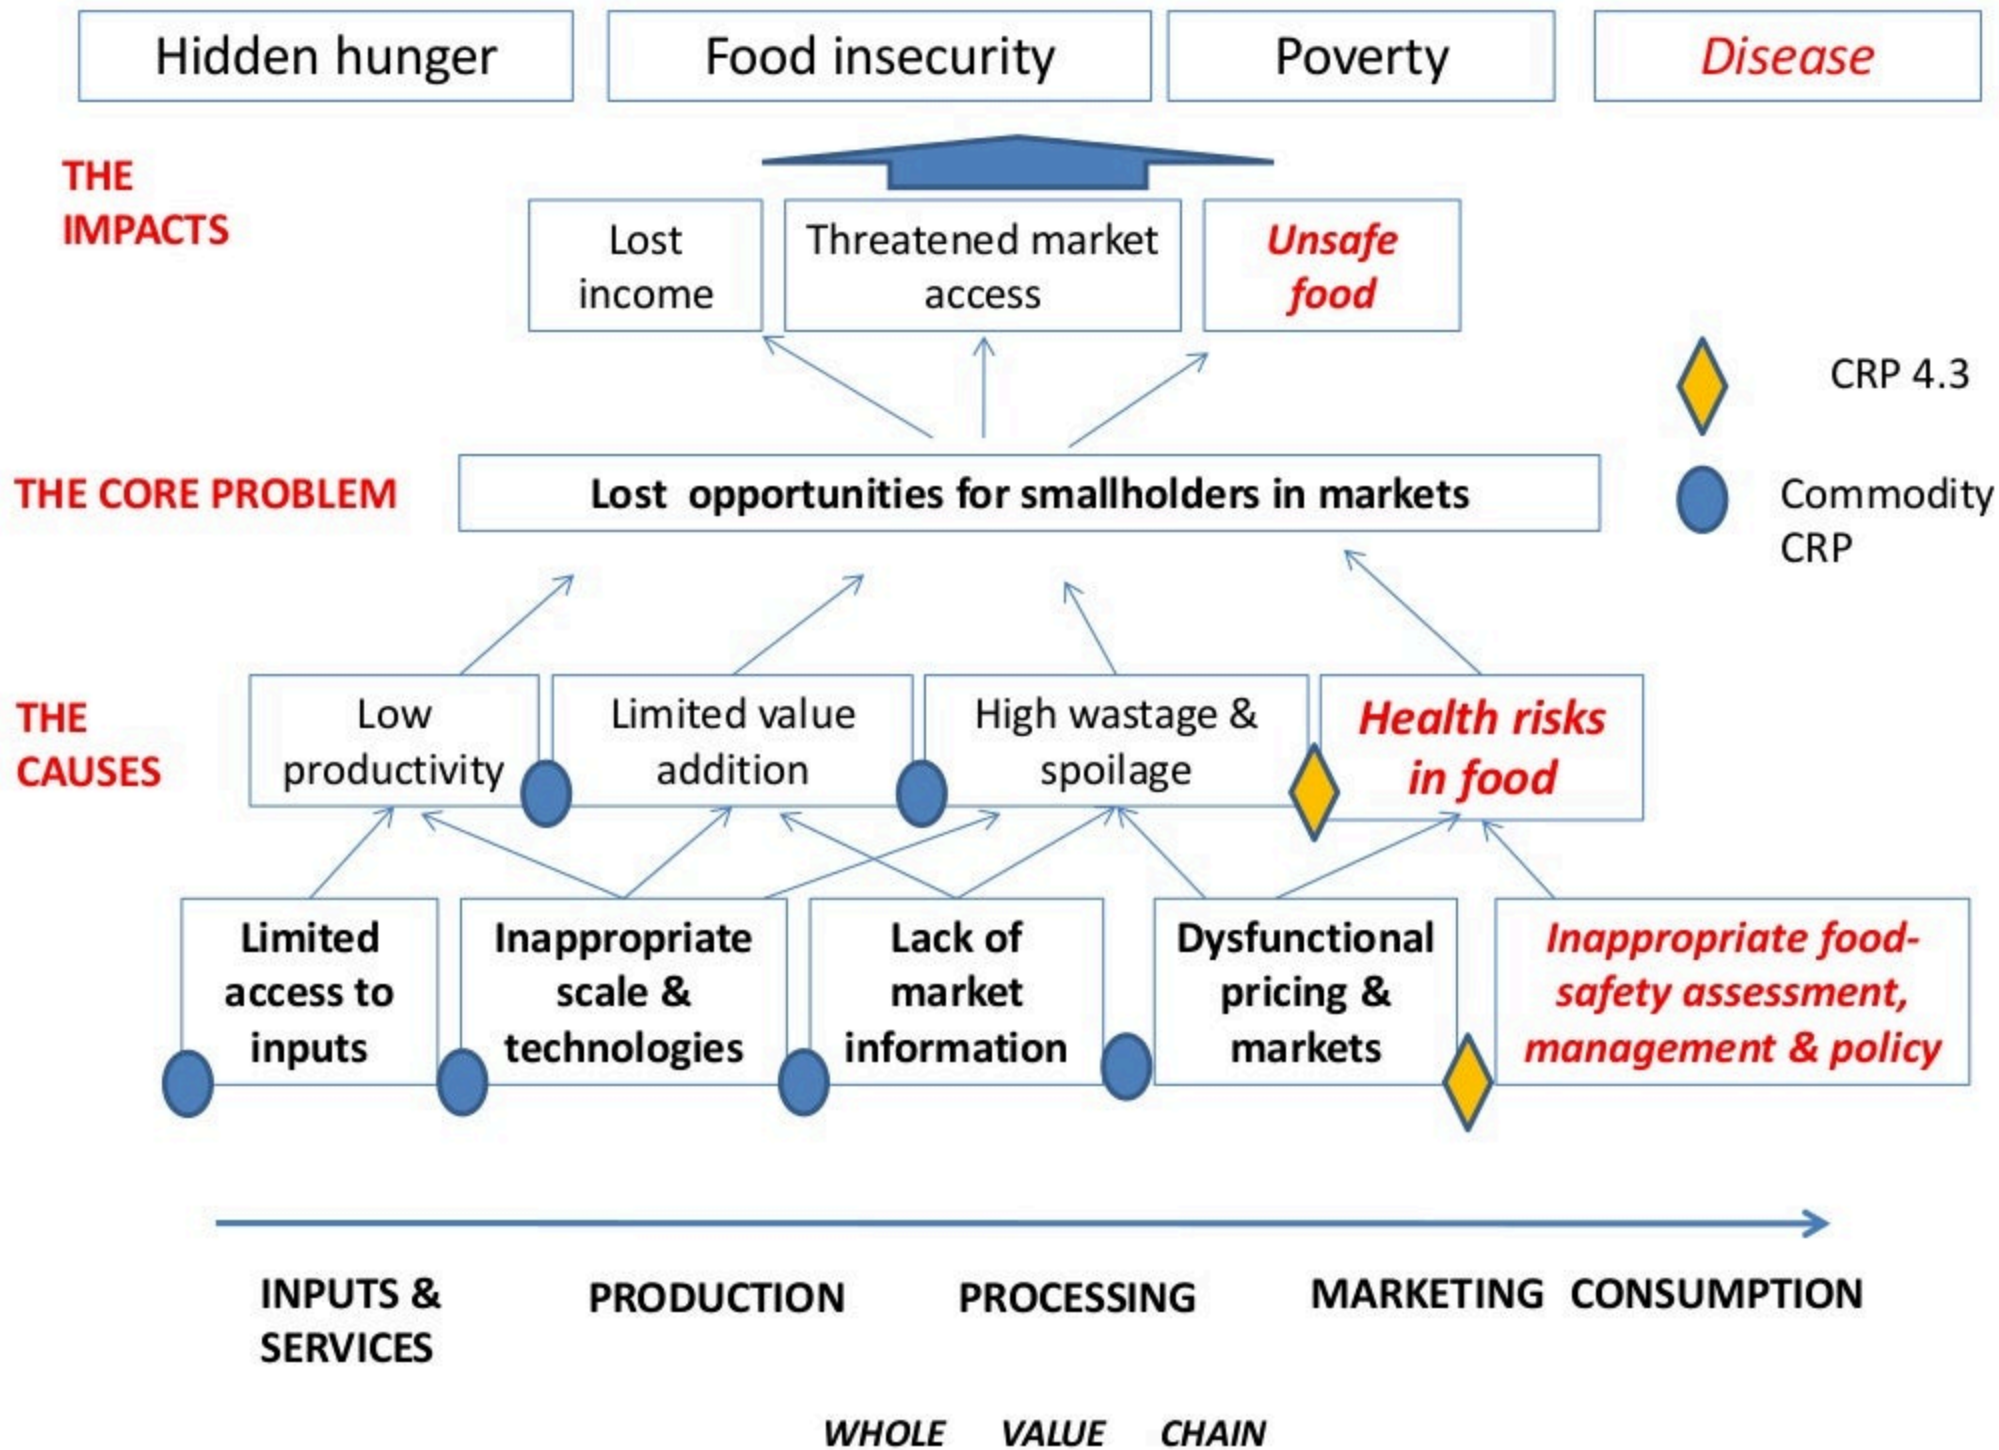 Hidden hunger
Food insecurity
Poverty
Disease
THE
IMPACTS
Lost
income
Threatened market
access
Unsafe
food
CRP 4.3
THE CORE PROBLEM
Lost opportunities for smallholders in markets
Commodity
CRP
THE
CAUSES
Low
productivity
Limited value
addition
High wastage &
spoilage
Health risks
in food
Limited
access to
inputs
Inappropriate
scale &
technologies
Lack of
market
information
Dysfunctional
pricing &
markets
Inappropriate food-
safety assessment,
management & policy
INPUTS &
SERVICES
PRODUCTION
PROCESSING
MARKETING
CONSUMPTION
WHOLE VALUE CHAIN